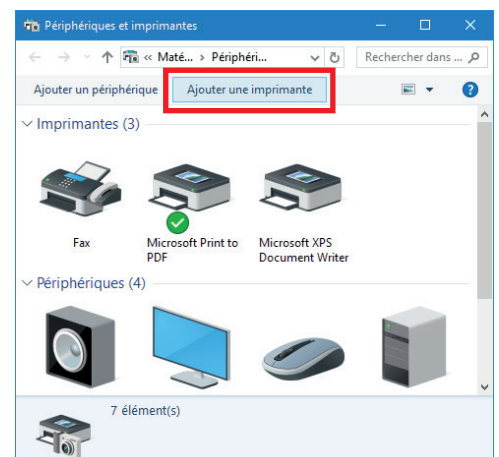 Périphériques et imprimantes
« Maté... > Périphéri...
Rechercher dans ...
Ajouter un périphérique
Ajouter une imprimante
?
Imprimantes (3)
Fax
Microsoft Print to
PDF
Microsoft XPS
Document Writer
Périphériques (4)
7 élément(s)